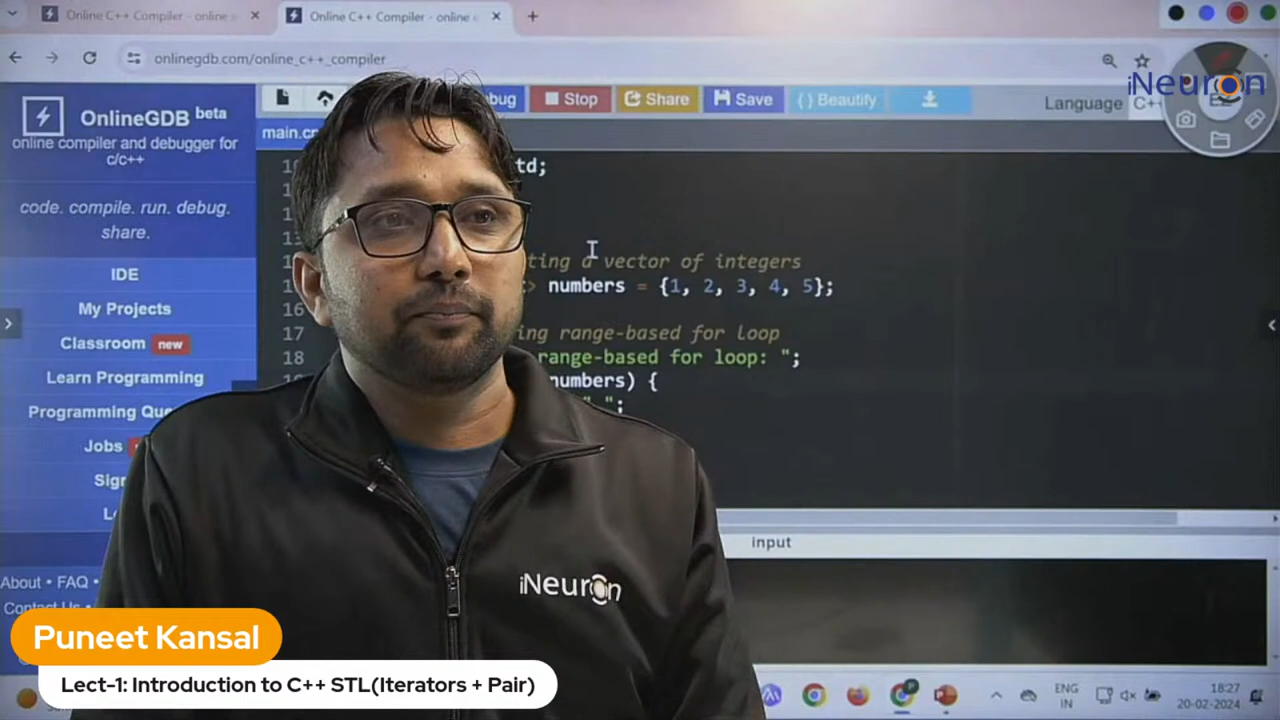 Online C++ Compiler - online
Online C++ Compiler - online e
onlinegdb.com/online_c++_compiler
iNeuron
OnlineGDB beta
online compiler and debugger for
c/c++
code. compile. run. debug.
share.
IDE
My Projects
Classroom new
Learn Programming
Programming
Jobs
About • FAQ •
Contact Us •
Stop
Share
Save
{ } Beautify
Language C++
td;
a vector of integers
numbers = {1, 2, 3, 4, 5};
16
17 range-based for loop
18 range-based for loop: ";
numbers) {
" ";
input
iNeuron
Puneet Kansal
Lect-1: Introduction to C++ STL(Iterators + Pair)
ENG
IN
18:27
20-02-2024